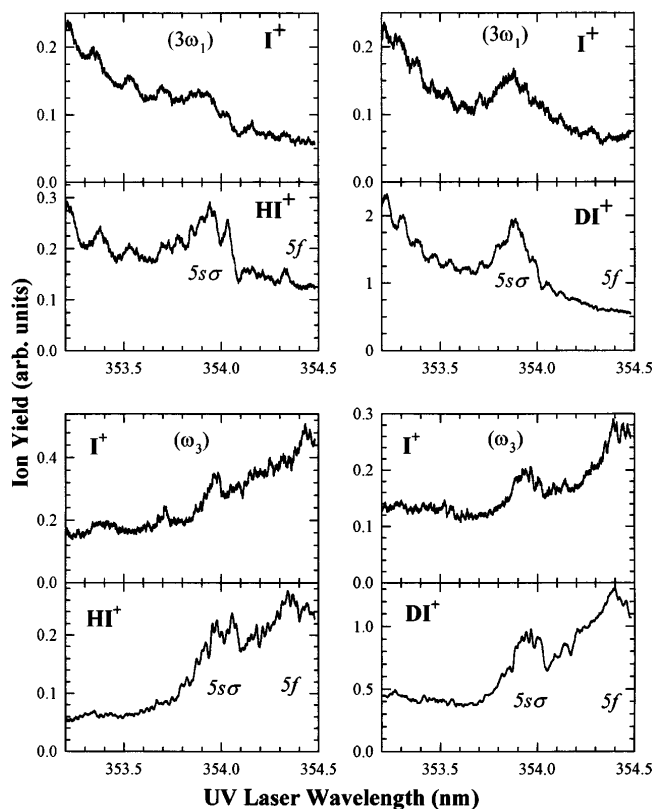 (3ω₁) I⁺
(3ω₁) I⁺
0.2
0.1
0.0
0.2
0.1
0.0
HI⁺
5f
5sσ
DI⁺
5f
5sσ
0.3
0.2
0.1
0.0
2
1
0
353.5 354.0 354.5
353.5 354.0 354.5
Ion Yield (arb. units)
I⁺ (ω₃)
I⁺ (ω₃)
0.4
0.2
0.0
0.3
0.2
0.1
0.0
HI⁺
5sσ 5f
DI⁺
5sσ 5f
0.2
0.1
0.0
1.0
0.5
0.0
353.5 354.0 354.5
353.5 354.0 354.5
UV Laser Wavelength (nm)